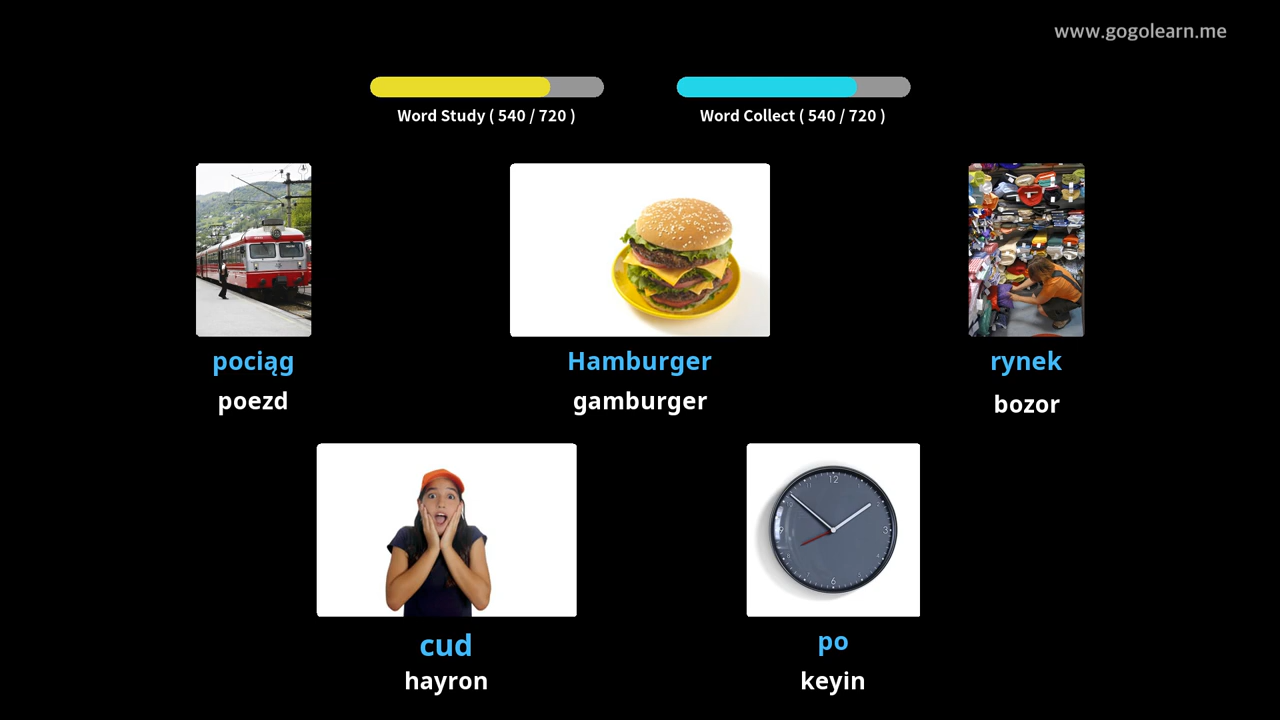 www.gogolearn.me
Word Study ( 540 / 720 )
Word Collect ( 540 / 720 )
pociąg
poezd
Hamburger
gamburger
rynek
bozor
cud
hayron
po
keyin